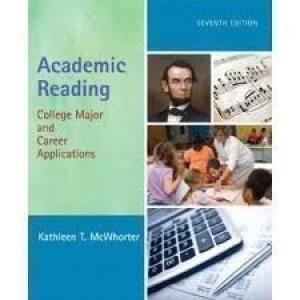 SEVENTH EDITION
Academic
Reading
College Major
and
Career
Applications
Kathleen T. McWhorter